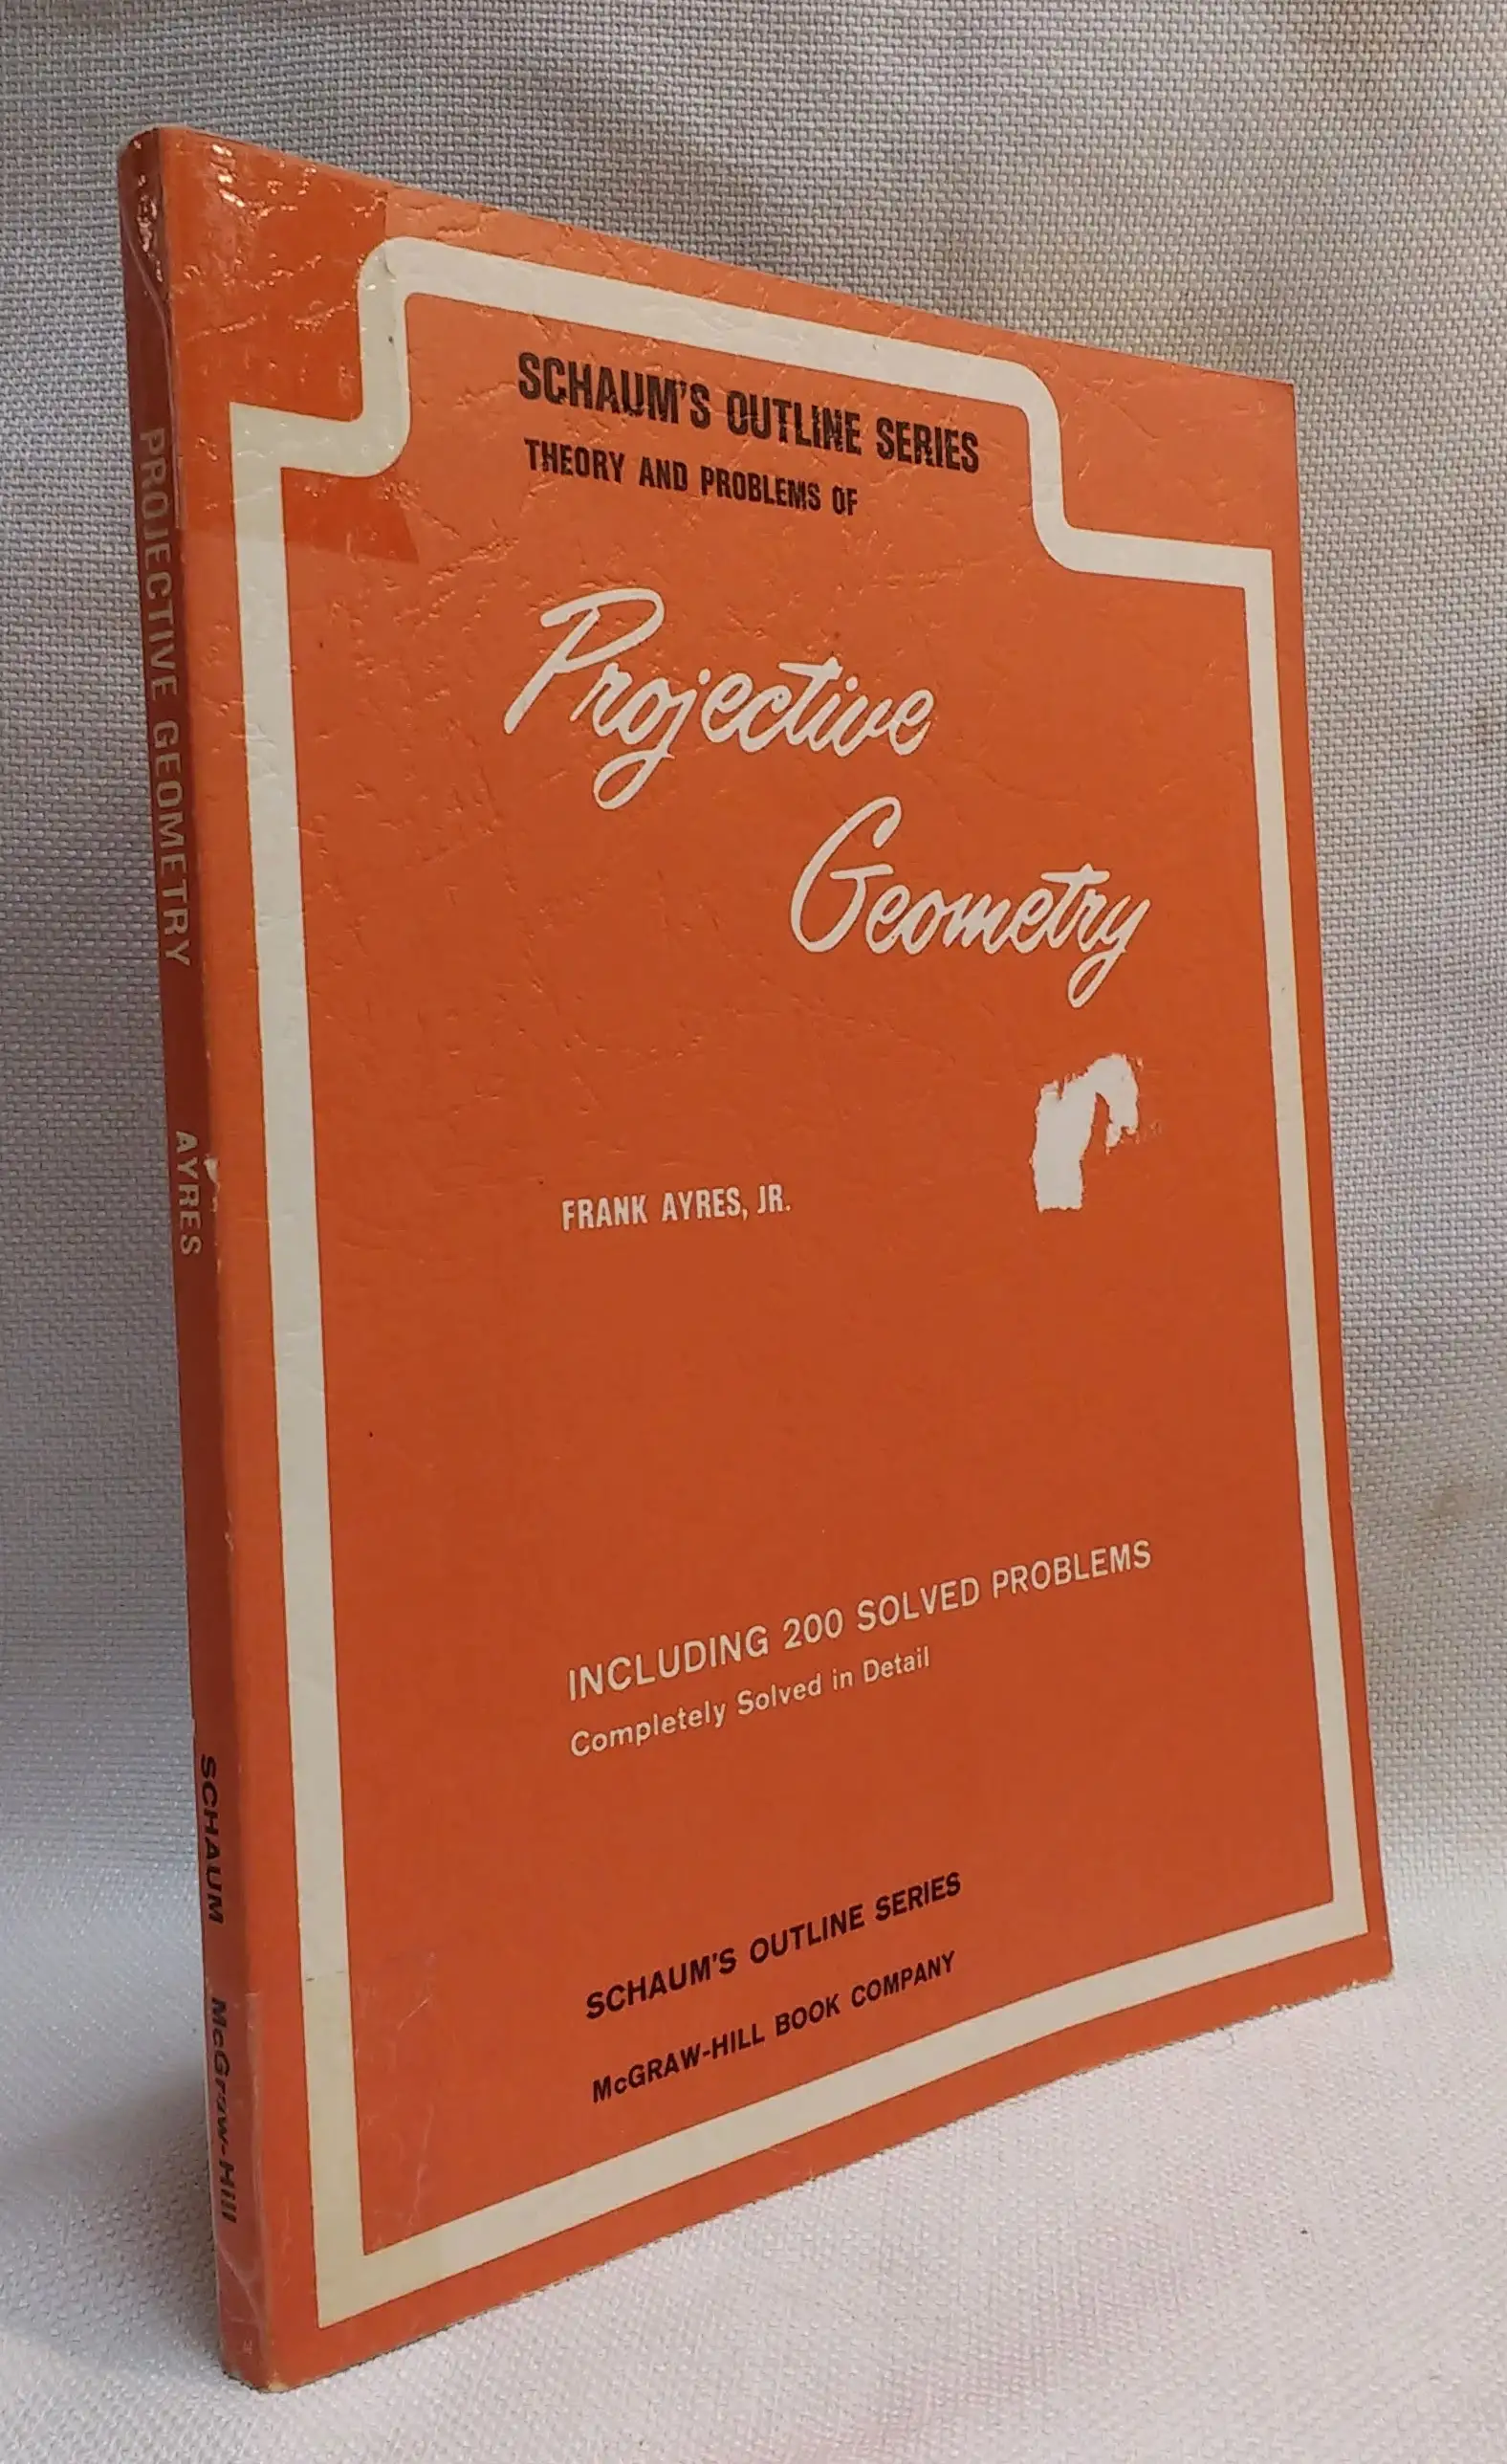 SCHAUM'S OUTLINE SERIES
THEORY AND PROBLEMS OF
Projective
Geometry
FRANK AYRES, JR.
INCLUDING 200 SOLVED PROBLEMS
Completely Solved in Detail
SCHAUM'S OUTLINE SERIES
McGRAW-HILL BOOK COMPANY
PROJECTIVE GEOMETRY AYRES SCHAUM McGraw-Hill